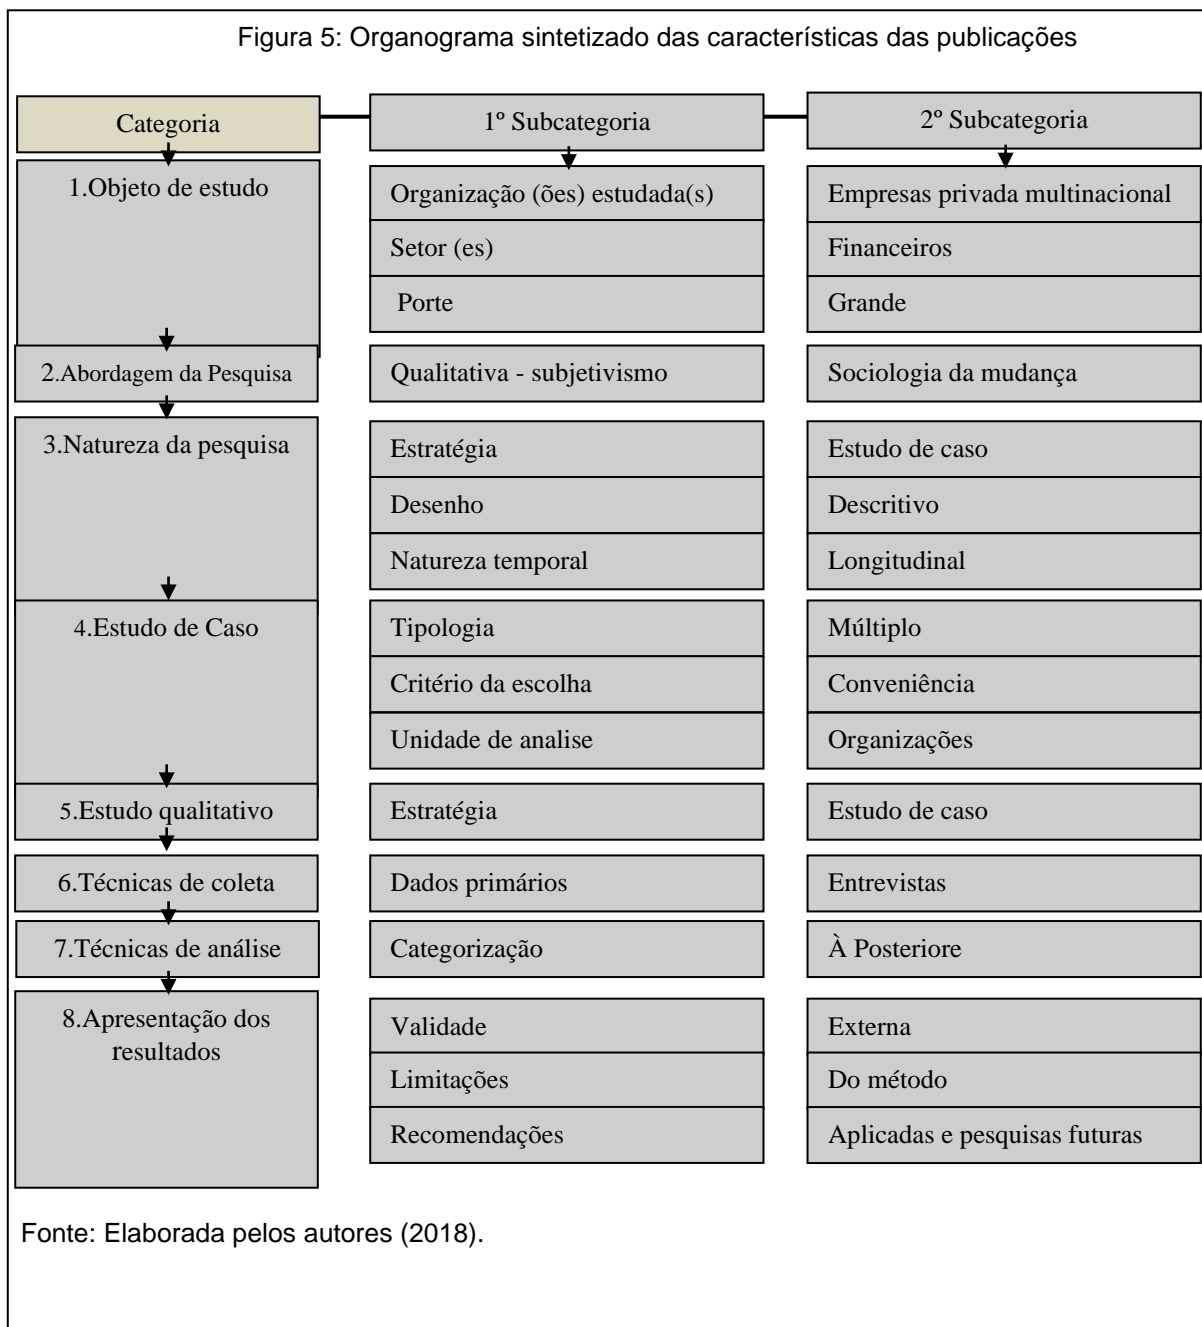 Figura 5: Organograma sintetizado das características das publicações
Categoria
1º Subcategoria
2º Subcategoria
1.Objeto de estudo
Organização (ões) estudada(s)
Empresas privada multinacional
Setor (es)
Financeiros
Porte
Grande
2.Abordagem da Pesquisa
Qualitativa - subjetivismo
Sociologia da mudança
3.Natureza da pesquisa
Estratégia
Estudo de caso
Desenho
Descritivo
Natureza temporal
Longitudinal
4.Estudo de Caso
Tipologia
Múltiplo
Critério da escolha
Conveniência
Unidade de analise
Organizações
5.Estudo qualitativo
Estratégia
Estudo de caso
6.Técnicas de coleta
Dados primários
Entrevistas
7.Técnicas de análise
Categorização
À Posteriore
8.Apresentação dos
resultados
Validade
Externa
Limitações
Do método
Recomendações
Aplicadas e pesquisas futuras
Fonte: Elaborada pelos autores (2018).